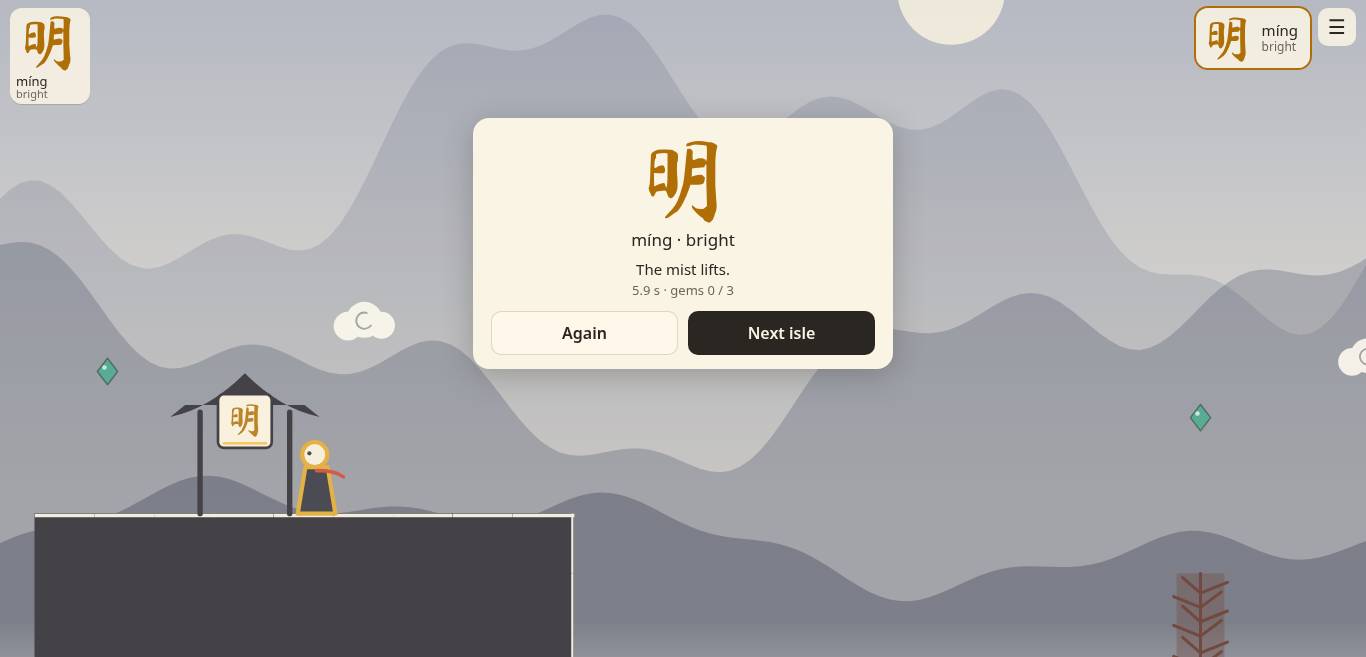 明
míng
bright
明
míng
bright
☰
明
míng · bright
The mist lifts.
5.9 s · gems 0 / 3
Again
Next isle
明